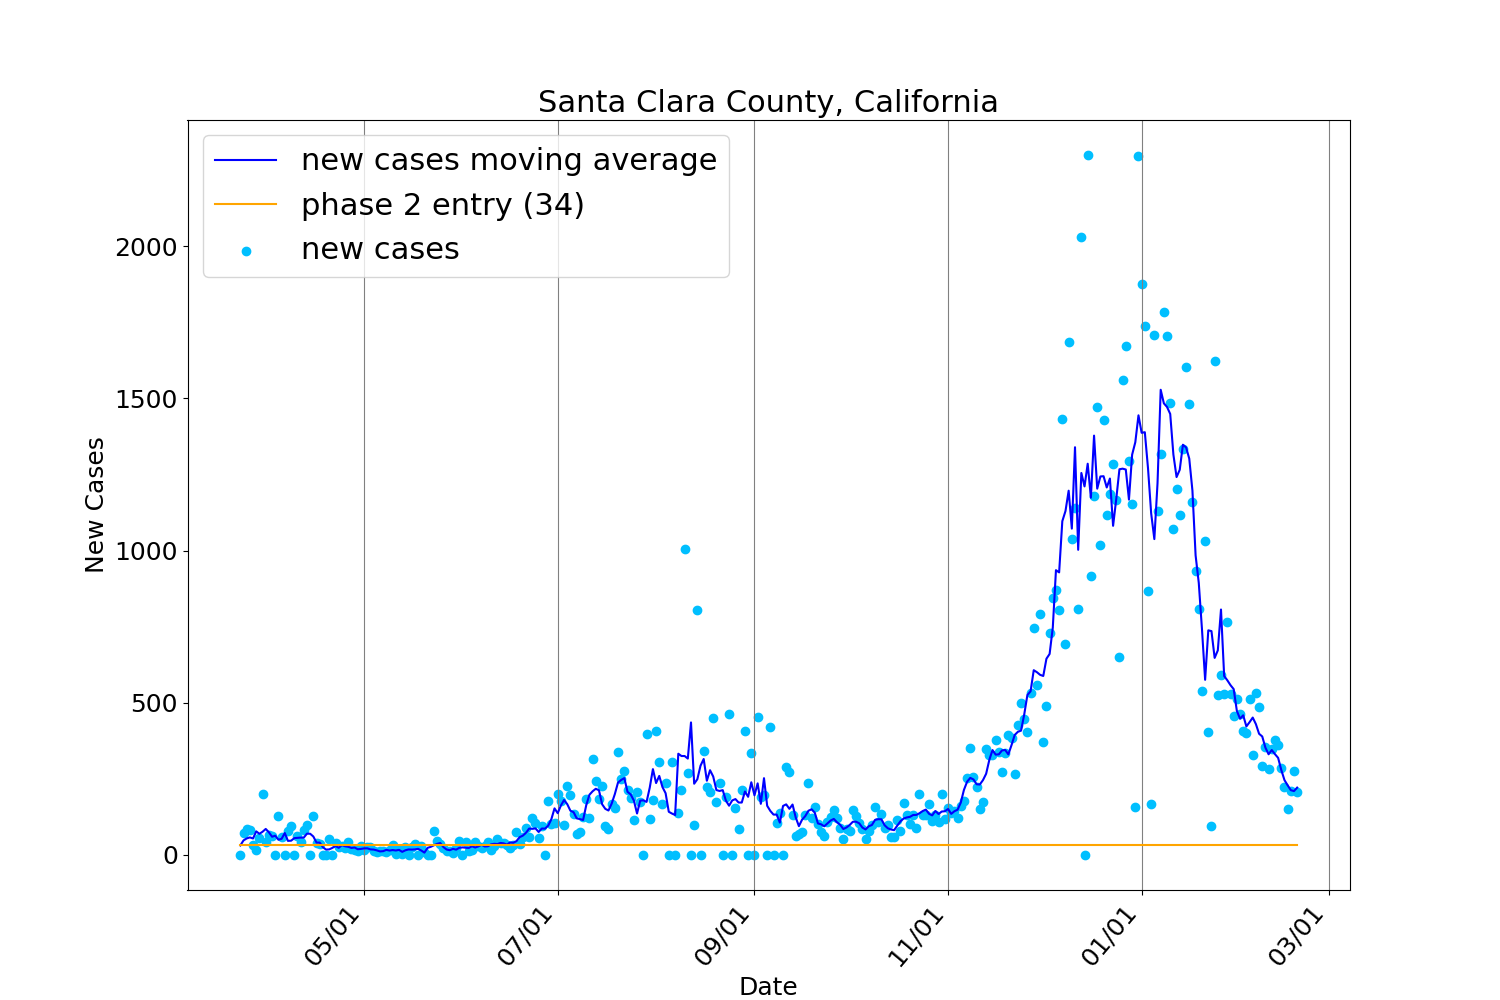 Santa Clara County, California
new cases moving average
phase 2 entry (34)
new cases
2000
1500
1000
500
0
New Cases
05/01
07/01
09/01
11/01
01/01
03/01
Date